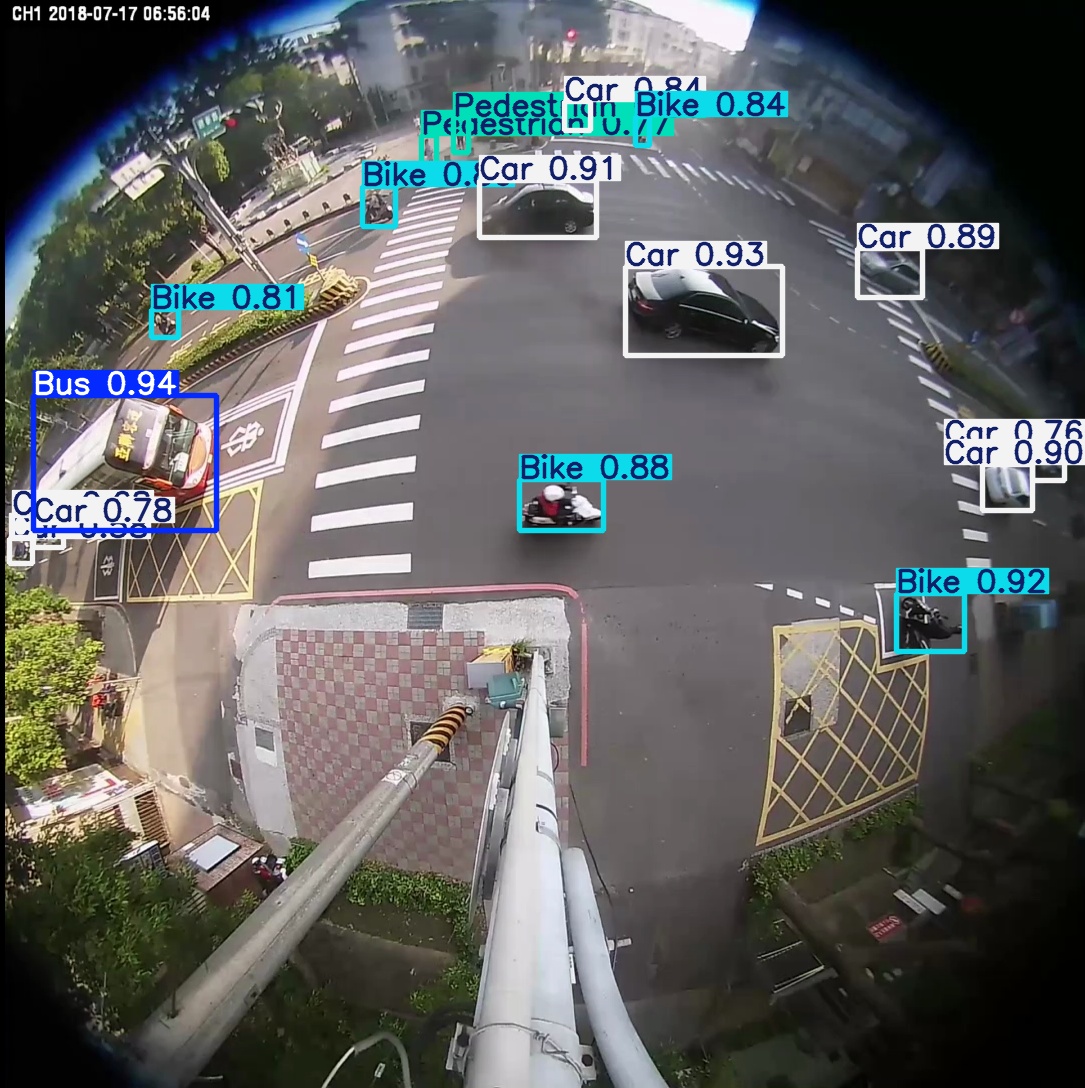 CH1 2018-07-17 06:56:04
Car 0.84
Pedestrian
Bike 0.84
Pedestrian 0.77
Bike
Car 0.91
Car 0.89
Car 0.93
Bike 0.81
Bus 0.94
Car 0.76
Car 0.90
Bike 0.88
Car 0.78
Bike 0.92